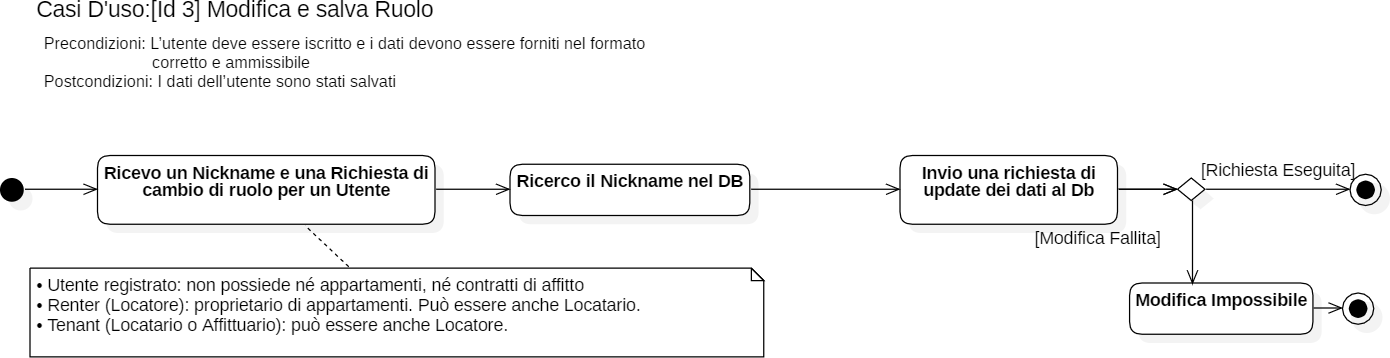 Casi D'uso:[Id 3] Modifica e salva Ruolo
Precondizioni: L'utente deve essere iscritto e i dati devono essere forniti nel formato
corretto e ammissibile
Postcondizioni: I dati dell'utente sono stati salvati
Ricevo un Nickname e una Richiesta di
cambio di ruolo per un Utente
Ricerco il Nickname nel DB
Invio una richiesta di
update dei dati al Db
[Richiesta Eseguita]
[Modifica Fallita]
Modifica Impossibile
• Utente registrato: non possiede né appartamenti, né contratti di affitto
• Renter (Locatore): proprietario di appartamenti. Può essere anche Locatario.
• Tenant (Locatario o Affittuario): può essere anche Locatore.